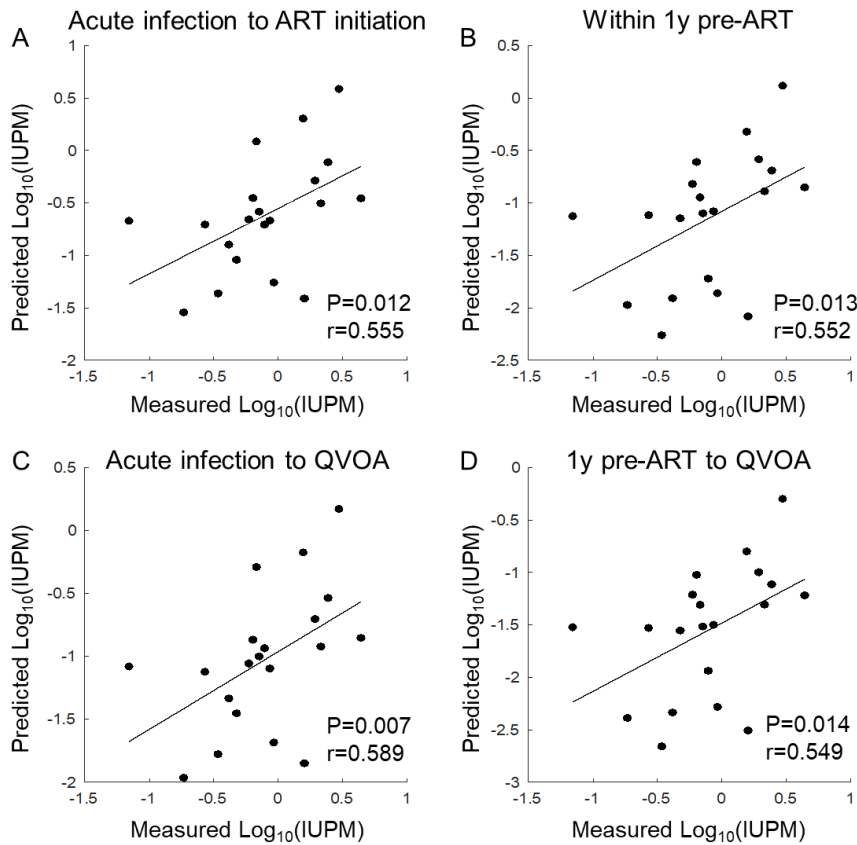 A
Acute infection to ART initiation
1
0.5
0
-0.5
-1
-1.5
-2
Predicted Log10(IUPM)
P=0.012
r=0.555
-1.5 -1 -0.5 0 0.5 1
Measured Log10(IUPM)
B
Within 1y pre-ART
0.5
0
-0.5
-1
-1.5
-2
-2.5
Predicted Log10(IUPM)
P=0.013
r=0.552
-1.5 -1 -0.5 0 0.5 1
Measured Log10(IUPM)
C
Acute infection to QVOA
0.5
0
-0.5
-1
-1.5
-2
Predicted Log10(IUPM)
P=0.007
r=0.589
-1.5 -1 -0.5 0 0.5 1
Measured Log10(IUPM)
D
1y pre-ART to QVOA
0
-0.5
-1
-1.5
-2
-2.5
-3
Predicted Log10(IUPM)
P=0.014
r=0.549
-1.5 -1 -0.5 0 0.5 1
Measured Log10(IUPM)